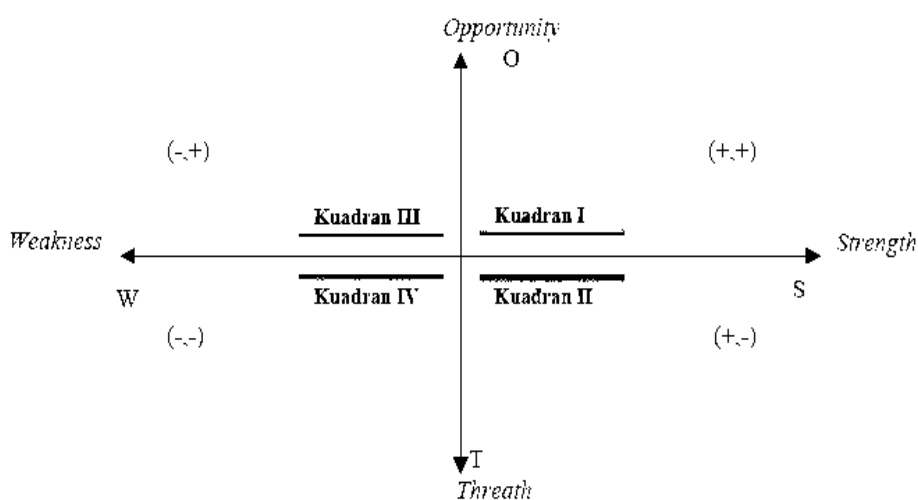 Opportunity
O
(-,+)
(+,+)
Kuadran III
Kuadran I
Weakness
Strength
W
Kuadran IV
Kuadran II
S
(-,-)
(+,-)
T
Threath